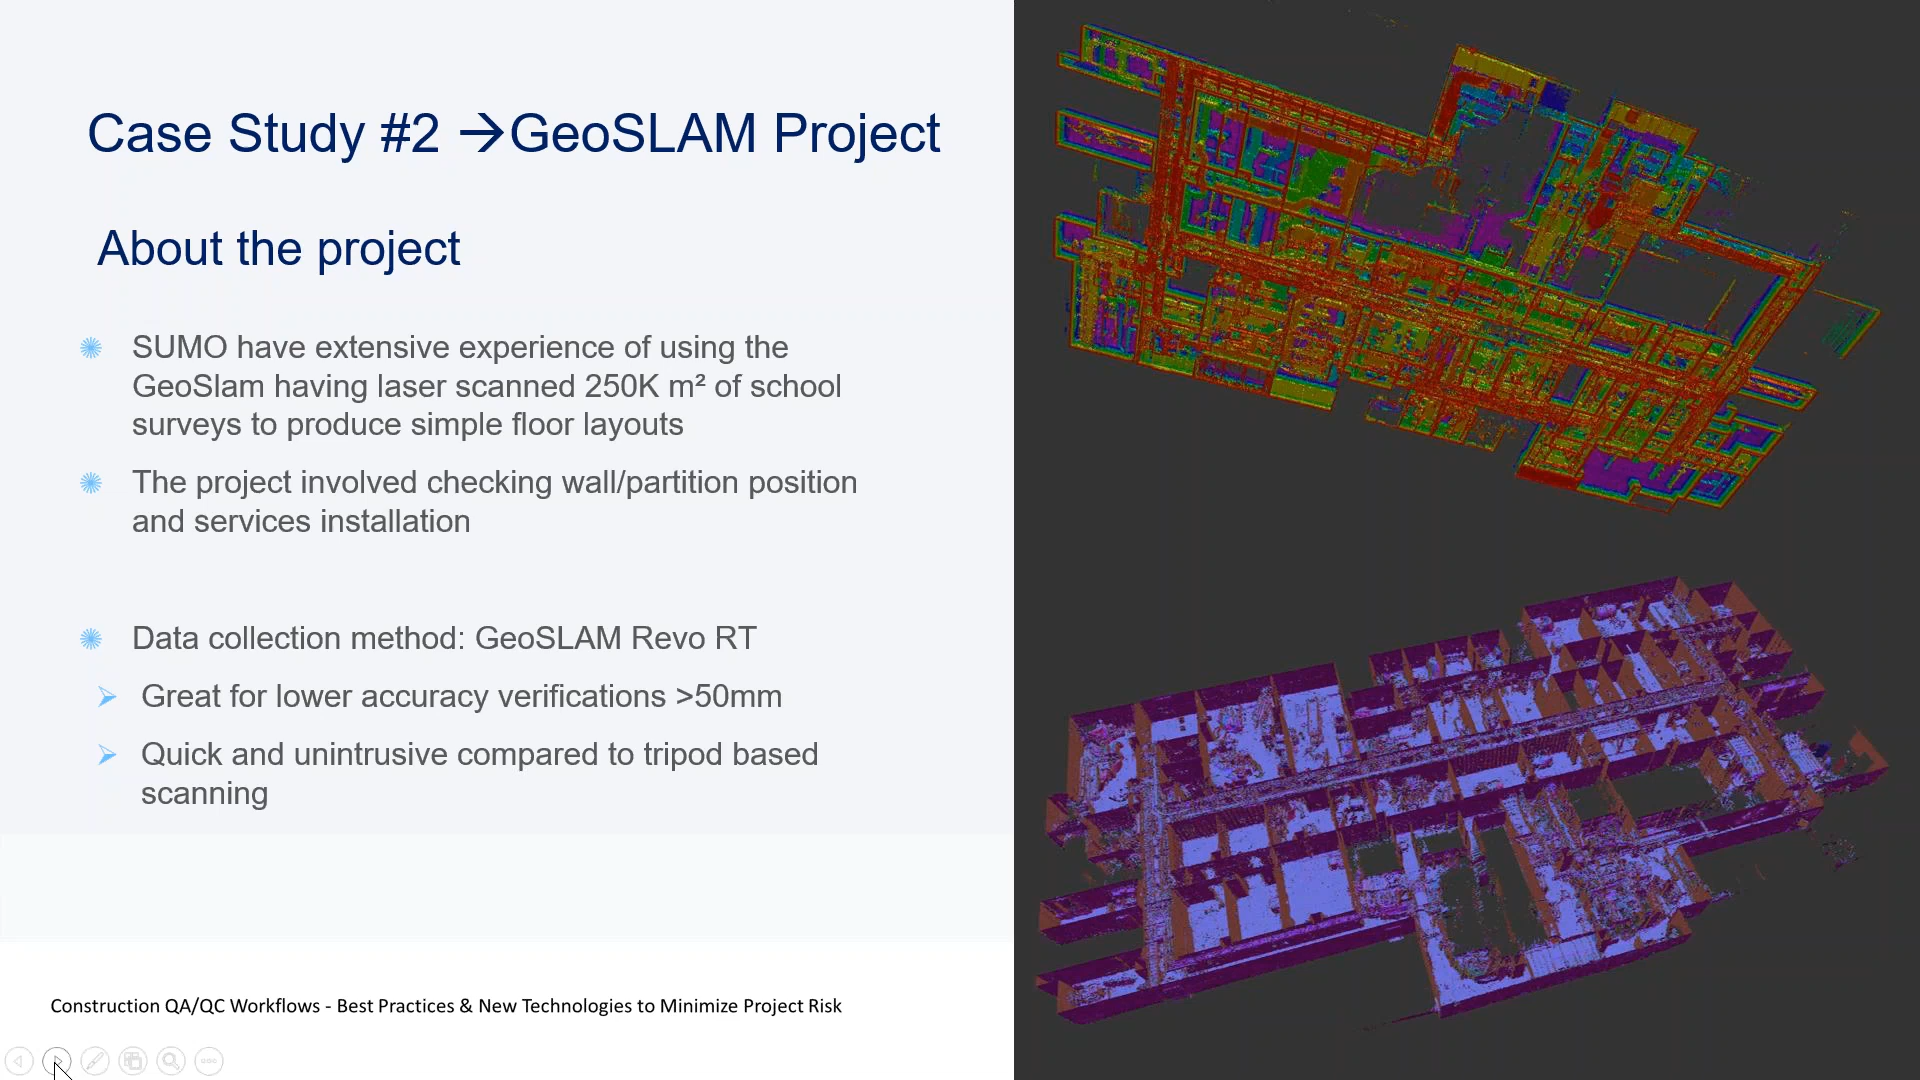 Case Study #2 →GeoSLAM Project
About the project
SUMO have extensive experience of using the
GeoSlam having laser scanned 250K m² of school
surveys to produce simple floor layouts
The project involved checking wall/partition position
and services installation
Data collection method: GeoSLAM Revo RT
Great for lower accuracy verifications >50mm
Quick and unintrusive compared to tripod based
scanning
Construction QA/QC Workflows - Best Practices & New Technologies to Minimize Project Risk